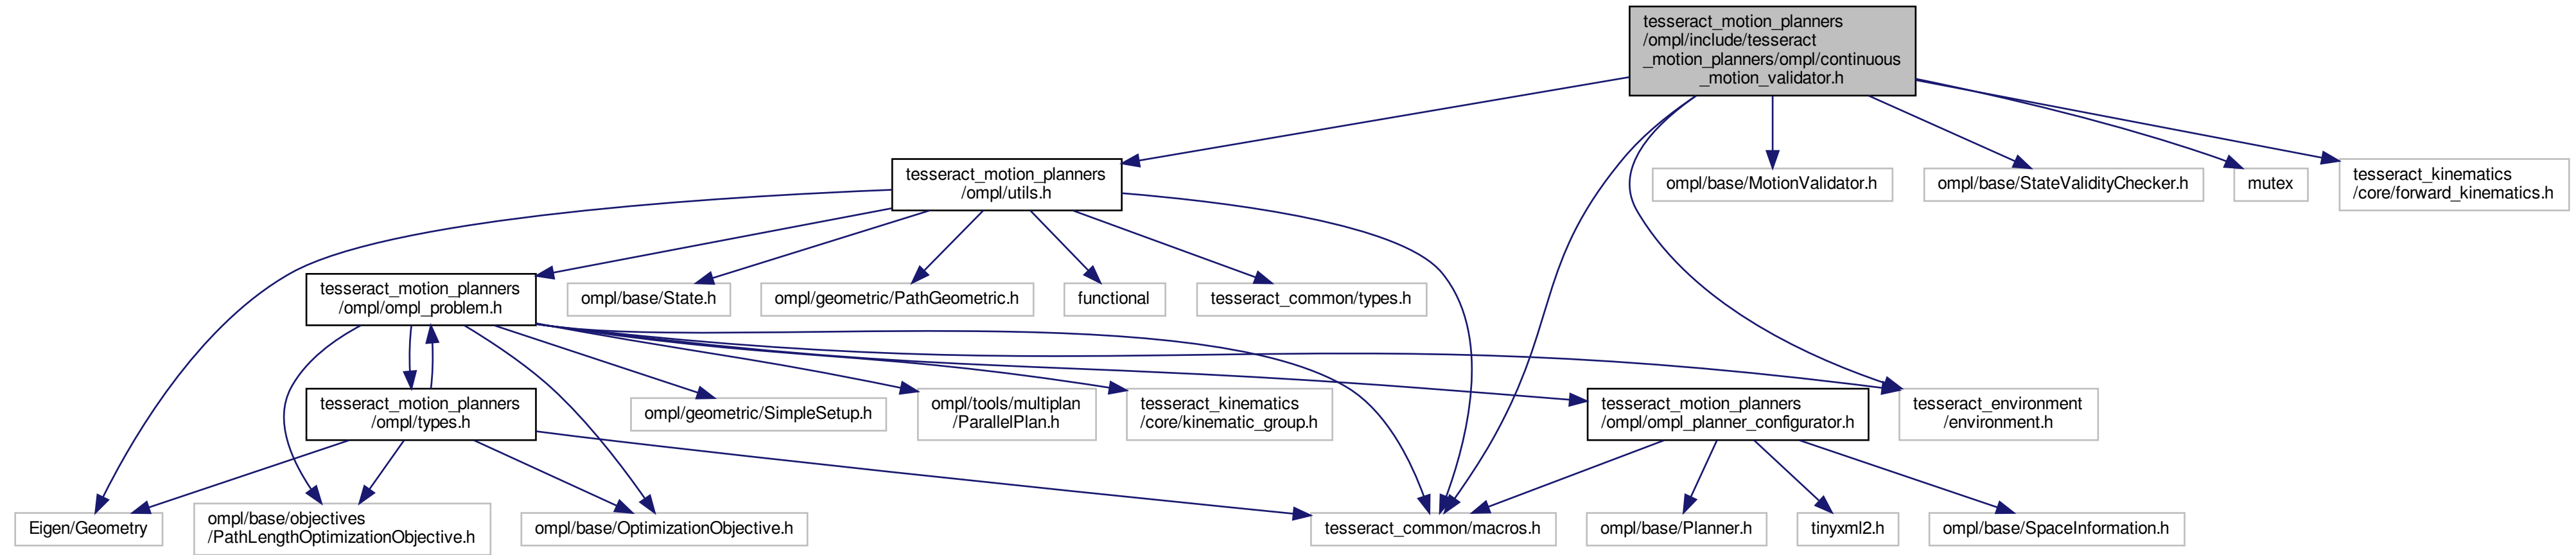 tesseract_motion_planners
/ompl/include/tesseract
_motion_planners/ompl/continuous
_motion_validator.h
tesseract_motion_planners
/ompl/utils.h
ompl/base/MotionValidator.h
ompl/base/StateValidityChecker.h
mutex
tesseract_kinematics
/core/forward_kinematics.h
tesseract_motion_planners
/ompl/ompl_problem.h
ompl/base/State.h
ompl/geometric/PathGeometric.h
functional
tesseract_common/types.h
tesseract_motion_planners
/ompl/types.h
ompl/geometric/SimpleSetup.h
ompl/tools/multiplan
/ParallelPlan.h
tesseract_kinematics
/core/kinematic_group.h
tesseract_motion_planners
/ompl/ompl_planner_configurator.h
tesseract_environment
/environment.h
Eigen/Geometry
ompl/base/objectives
/PathLengthOptimizationObjective.h
ompl/base/OptimizationObjective.h
tesseract_common/macros.h
ompl/base/Planner.h
tinyxml2.h
ompl/base/SpaceInformation.h